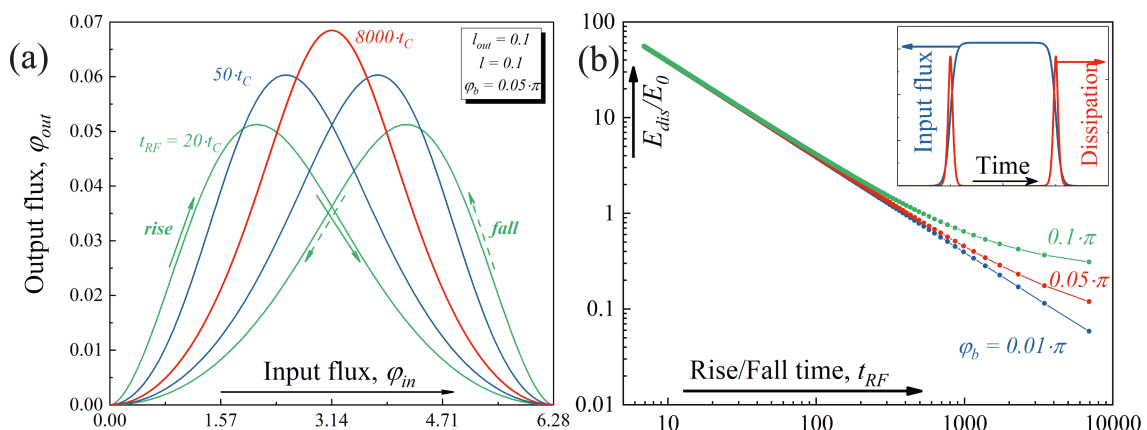 (a)
Output flux, φout
0.07
0.06
0.05
0.04
0.03
0.02
0.01
0.00
50·tC
8000·tC
lout = 0.1
l = 0.1
φb = 0.05·π
tRF = 20·tC
rise
fall
Input flux, φin
0.00 1.57 3.14 4.71 6.28
(b)
100
10
1
0.1
0.01
Edis/E0
Input flux
Time
Dissipation
0.1·π
0.05·π
φb = 0.01·π
Rise/Fall time, tRF
10 100 1000 10000